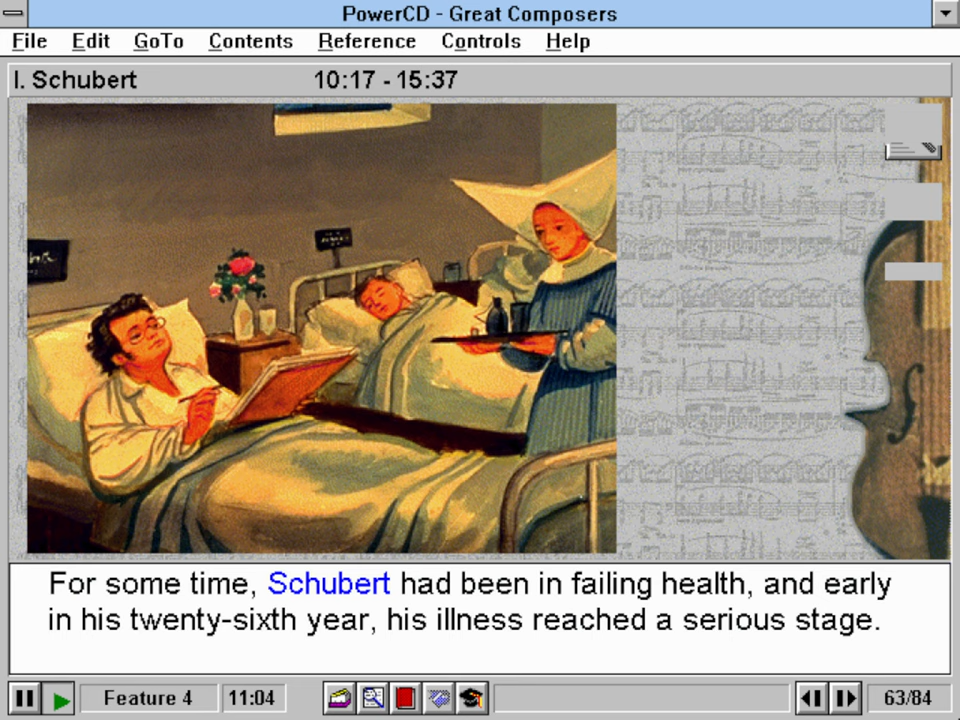 PowerCD - Great Composers
File Edit GoTo Contents Reference Controls Help
I. Schubert 10:17 - 15:37
For some time, Schubert had been in failing health, and early
in his twenty-sixth year, his illness reached a serious stage.
Feature 4 11:04 63/84